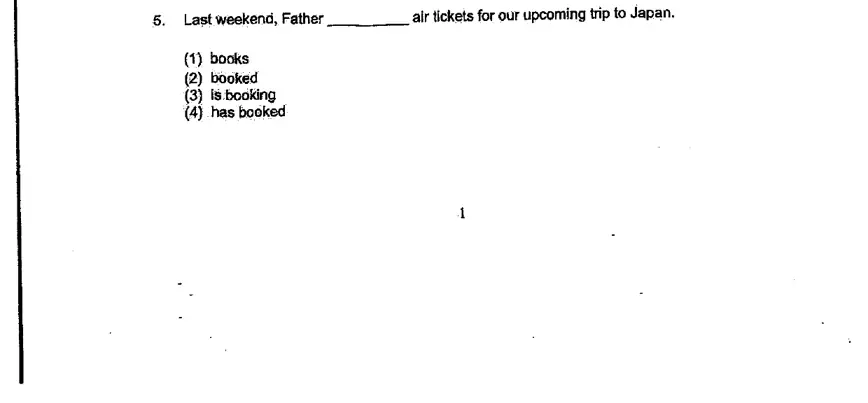 5. Last weekend, Father ________ air tickets for our upcoming trip to Japan.
(1) books
(2) booked
(3) is booking
(4) has booked
1